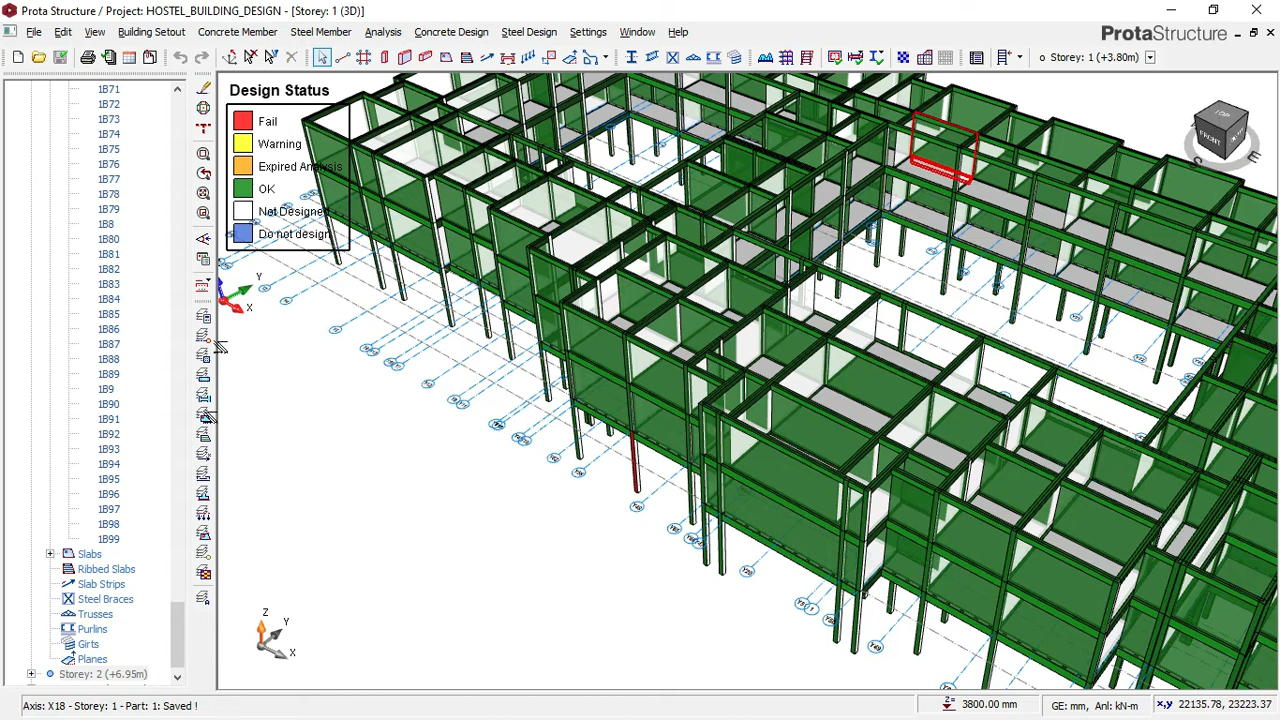 Prota Structure / Project: HOSTEL_BUILDING_DESIGN - [Storey: 1 (3D)]
File Edit View Building Setout Concrete Member Steel Member Analysis Concrete Design Steel Design Settings Window Help
ProtaStructure
o Storey: 1 (+3.80m)
1B71
1B72
1B73
1B74
1B75
1B76
1B77
1B78
1B79
1B8
1B80
1B81
1B82
1B83
1B84
1B85
1B86
1B87
1B88
1B89
1B9
1B90
1B91
1B92
1B93
1B94
1B95
1B96
1B97
1B98
1B99
Slabs
Ribbed Slabs
Slab Strips
Steel Braces
Trusses
Purlins
Girts
Planes
Storey: 2 (+6.95m)
Design Status
Fail
Warning
Expired Analysis
OK
Not Designed
Do not design
TOP
FRONT
S
E
Y
X
Z
Y
X
Axis: X18 - Storey: 1 - Part: 1: Saved !
Z=
3800.00 mm
GE: mm, Anl: kN-m
x,y 22135.78, 23223.37